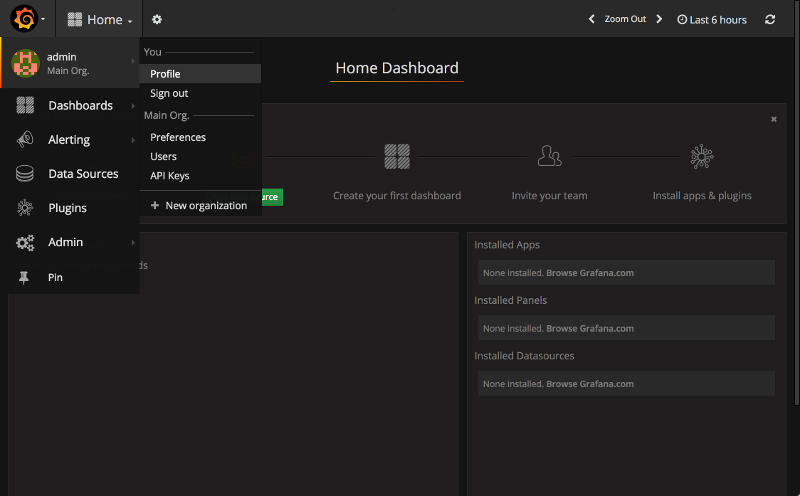 Home
Zoom Out
Last 6 hours
admin
Main Org.
Dashboards
Alerting
Data Sources
Plugins
Admin
Pin
You
Profile
Sign out
Main Org.
Preferences
Users
API Keys
New organization
Home Dashboard
Create your first dashboard
Invite your team
Install apps & plugins
Installed Apps
None installed. Browse Grafana.com
Installed Panels
None installed. Browse Grafana.com
Installed Datasources
None installed. Browse Grafana.com